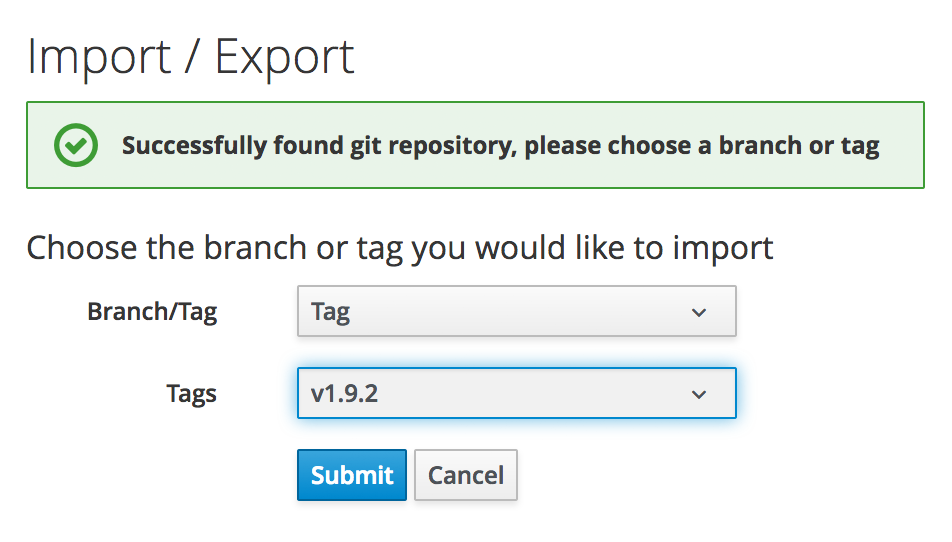 Import / Export
Successfully found git repository, please choose a branch or tag
Choose the branch or tag you would like to import
Branch/Tag Tag
Tags v1.9.2
Submit Cancel